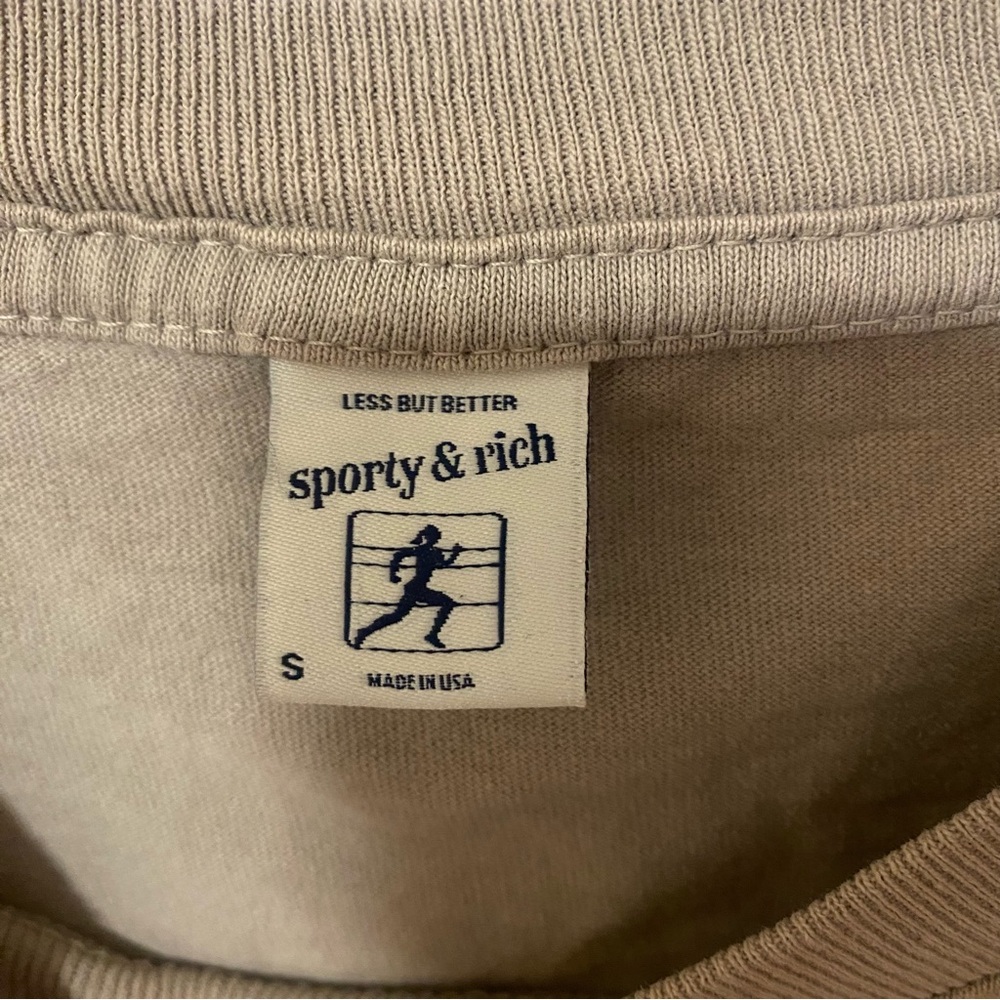 LESS BUT BETTER
sporty & rich
S
MADE IN USA